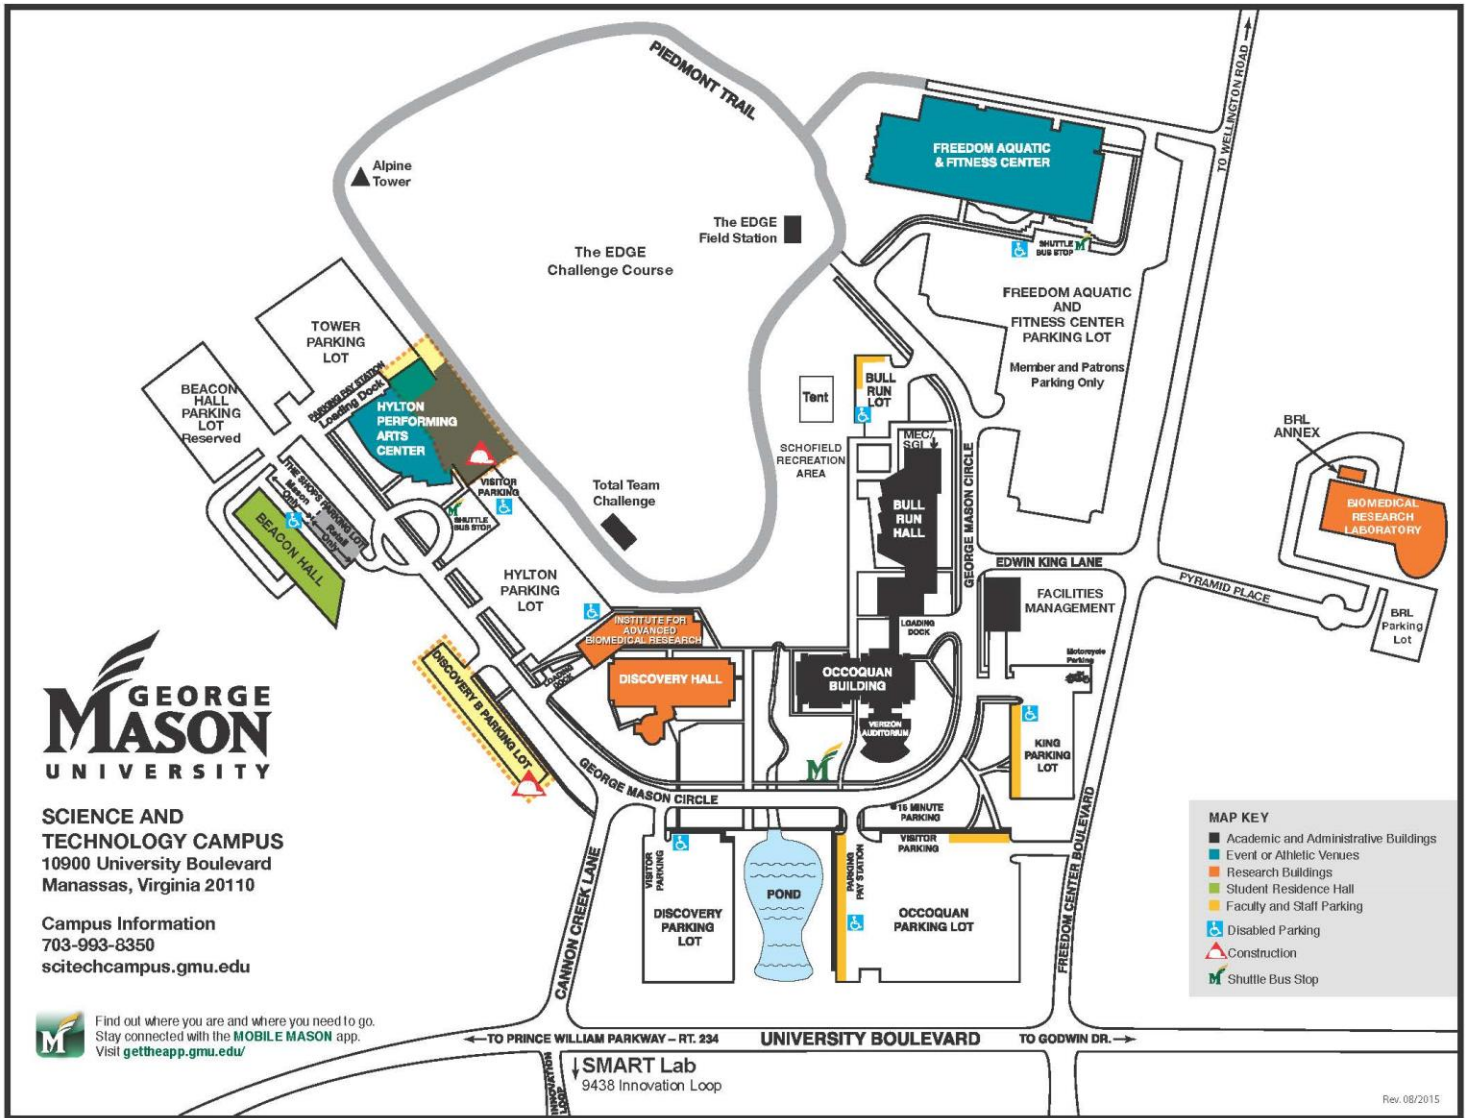 PIEDMONT TRAIL
TO WELLINGTON ROAD
FREEDOM AQUATIC
& FITNESS CENTER
Alpine
Tower
The EDGE
Field Station
The EDGE
Challenge Course
SHUTTLE
BUS STOP
FREEDOM AQUATIC
AND
FITNESS CENTER
PARKING LOT
Member and Patrons
Parking Only
TOWER
PARKING
LOT
BEACON
HALL
PARKING
LOT
Reserved
PARKING PAY STATION
Loading Dock
HYLTON
PERFORMING
ARTS
CENTER
BULL
RUN
LOT
Tent
SCHOFIELD
RECREATION
AREA
MEC/
SGL
BULL
RUN
HALL
GEORGE MASON CIRCLE
BRL
ANNEX
BIOMEDICAL
RESEARCH
LABORATORY
THE SHOPS PARKING LOT
Mason
Only
Retail
Only
BEACON HALL
VISITOR
PARKING
SHUTTLE
BUS STOP
Total Team
Challenge
HYLTON
PARKING
LOT
EDWIN KING LANE
FACILITIES
MANAGEMENT
PYRAMID PLACE
BRL
Parking
Lot
INSTITUTE FOR
ADVANCED
BIOMEDICAL RESEARCH
LOADING
DOCK
LOADING
DOCK
DISCOVERY HALL
OCCOQUAN
BUILDING
VERIZON
AUDITORIUM
Motorcycle
Parking
KING
PARKING
LOT
DISCOVERY B PARKING LOT
GEORGE MASON CIRCLE
M
15 MINUTE
PARKING
VISITOR
PARKING
VISITOR
PARKING
PARKING
PAY STATION
DISCOVERY
PARKING
LOT
POND
OCCOQUAN
PARKING LOT
CANNON CREEK LANE
FREEDOM CENTER BOULEVARD
GEORGE
MASON
UNIVERSITY
SCIENCE AND
TECHNOLOGY CAMPUS
10900 University Boulevard
Manassas, Virginia 20110
Campus Information
703-993-8350
scitechcampus.gmu.edu
M
Find out where you are and where you need to go.
Stay connected with the MOBILE MASON app.
Visit gettheapp.gmu.edu/
MAP KEY
Academic and Administrative Buildings
Event or Athletic Venues
Research Buildings
Student Residence Hall
Faculty and Staff Parking
Disabled Parking
Construction
M Shuttle Bus Stop
TO PRINCE WILLIAM PARKWAY – RT. 234
UNIVERSITY BOULEVARD
TO GODWIN DR.
INNOVATION
LOOP
SMART Lab
9438 Innovation Loop
Rev. 08/2015